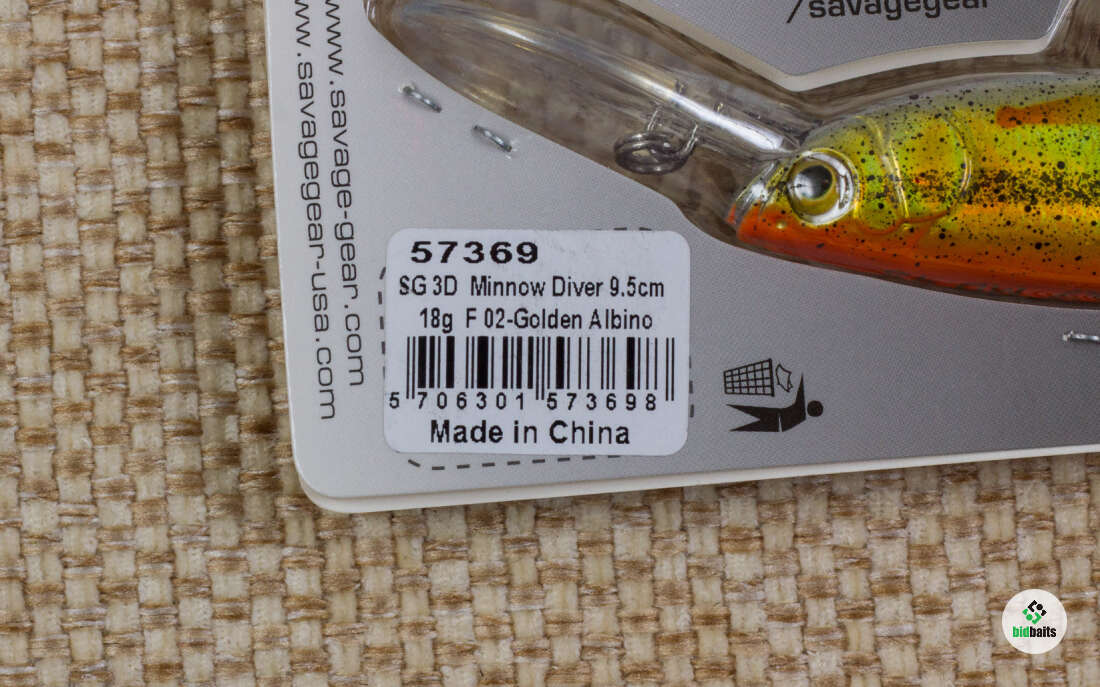 /savagegear
www.savage-gear.com
www.savagegear-usa.com
57369
SG 3D Minnow Diver 9.5cm
18g F 02-Golden Albino
5 706301 573698
Made in China
bidbaits